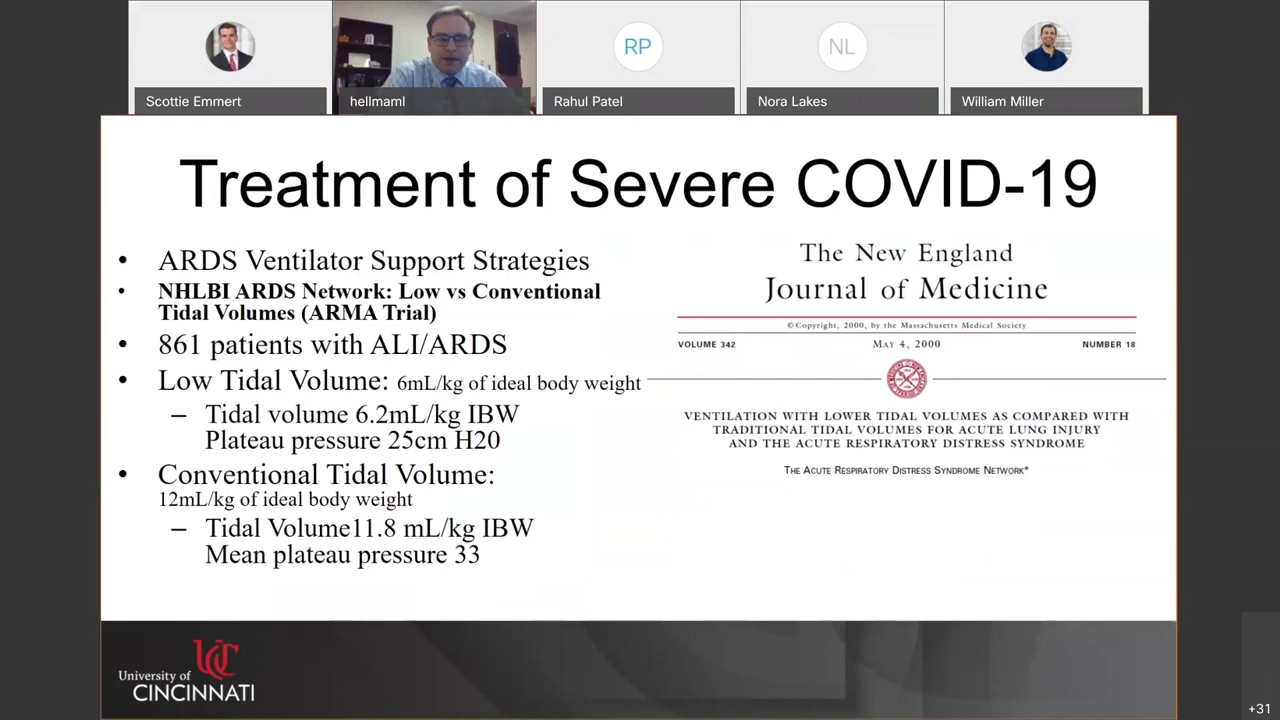 RP
NL
Scottie Emmert
hellmaml
Rahul Patel
Nora Lakes
William Miller
Treatment of Severe COVID-19
• ARDS Ventilator Support Strategies
• NHLBI ARDS Network: Low vs Conventional
Tidal Volumes (ARMA Trial)
• 861 patients with ALI/ARDS
• Low Tidal Volume: 6mL/kg of ideal body weight
– Tidal volume 6.2mL/kg IBW
Plateau pressure 25cm H20
• Conventional Tidal Volume:
12mL/kg of ideal body weight
– Tidal Volume11.8 mL/kg IBW
Mean plateau pressure 33
The New England
Journal of Medicine
©Copyright, 2000, by the Massachusetts Medical Society
VOLUME 342
MAY 4, 2000
NUMBER 18
VENTILATION WITH LOWER TIDAL VOLUMES AS COMPARED WITH
TRADITIONAL TIDAL VOLUMES FOR ACUTE LUNG INJURY
AND THE ACUTE RESPIRATORY DISTRESS SYNDROME
THE ACUTE RESPIRATORY DISTRESS SYNDROME NETWORK*
UC
University of
CINCINNATI
+31